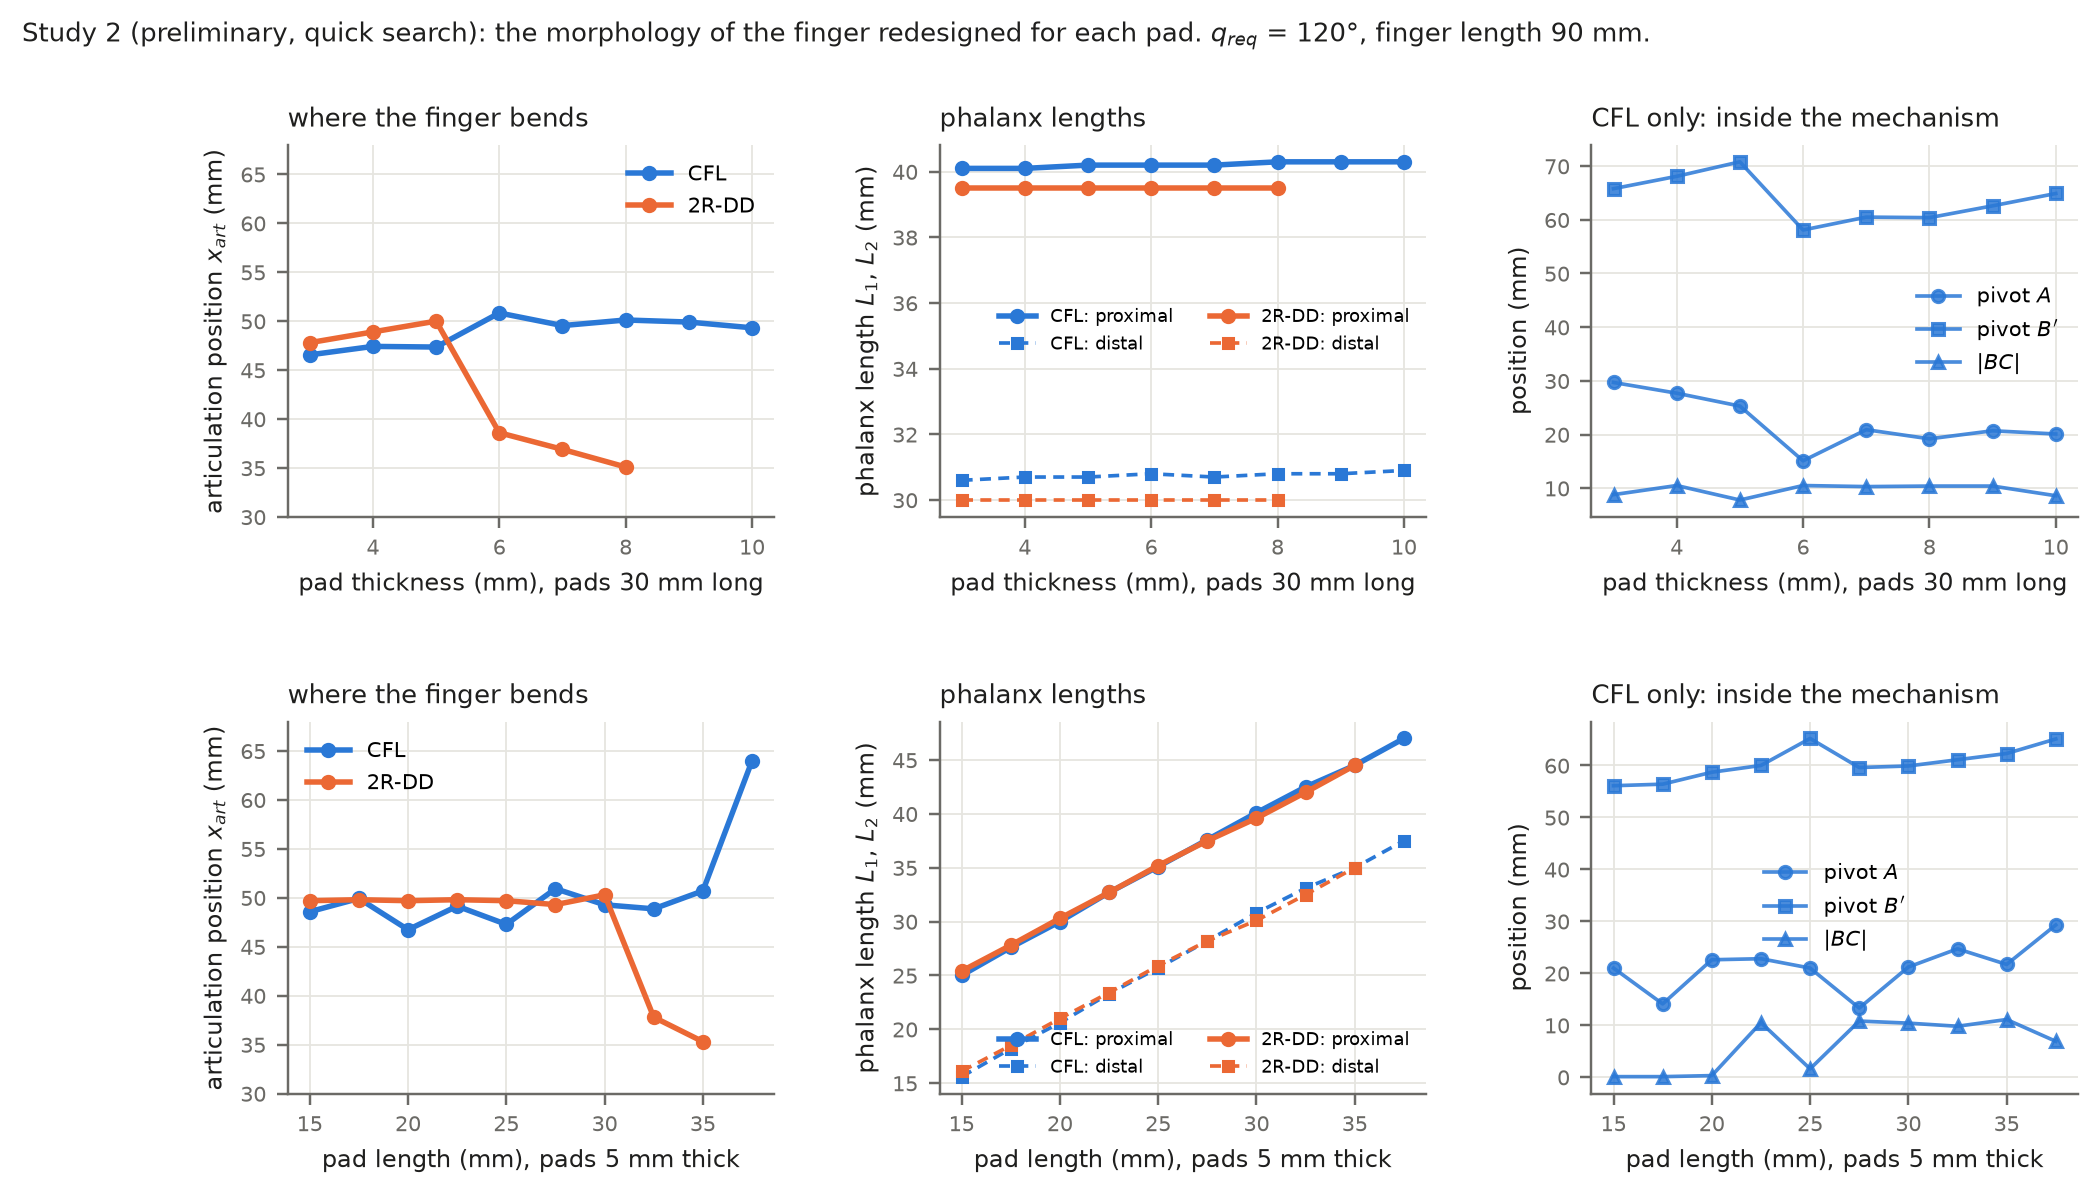 Study 2 (preliminary, quick search): the morphology of the finger redesigned for each pad. q_req = 120°, finger length 90 mm.
where the finger bends
articulation position x_art (mm)
65
60
55
50
45
40
35
30
CFL
2R-DD
4 6 8 10
pad thickness (mm), pads 30 mm long
phalanx lengths
phalanx length L₁, L₂ (mm)
40
38
36
34
32
30
CFL: proximal 2R-DD: proximal
CFL: distal 2R-DD: distal
4 6 8 10
pad thickness (mm), pads 30 mm long
CFL only: inside the mechanism
position (mm)
70
60
50
40
30
20
10
pivot A
pivot B′
|BC|
4 6 8 10
pad thickness (mm), pads 30 mm long
where the finger bends
articulation position x_art (mm)
65
60
55
50
45
40
35
30
CFL
2R-DD
15 20 25 30 35
pad length (mm), pads 5 mm thick
phalanx lengths
phalanx length L₁, L₂ (mm)
45
40
35
30
25
20
15
CFL: proximal 2R-DD: proximal
CFL: distal 2R-DD: distal
15 20 25 30 35
pad length (mm), pads 5 mm thick
CFL only: inside the mechanism
position (mm)
60
50
40
30
20
10
0
pivot A
pivot B′
|BC|
15 20 25 30 35
pad length (mm), pads 5 mm thick